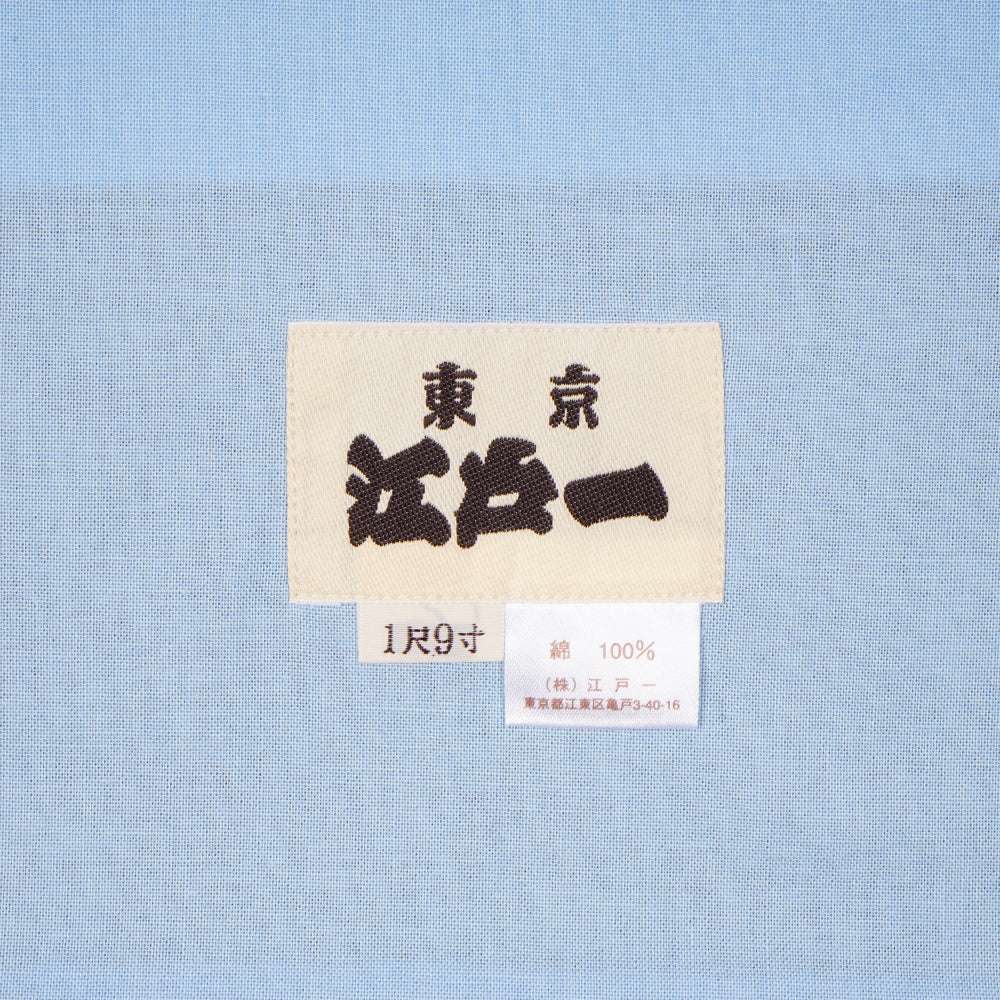 東京
江戸一
1尺9寸
綿 100%
(株)江戸一
東京都江東区亀戸3-40-16